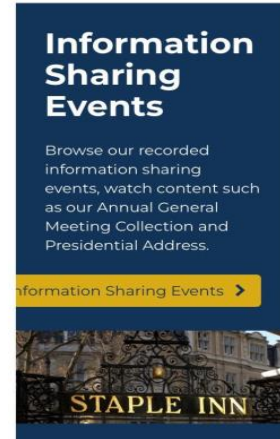 Information
Sharing
Events
Browse our recorded
information sharing
events, watch content such
as our Annual General
Meeting Collection and
Presidential Address.
nformation Sharing Events
STAPLE INN